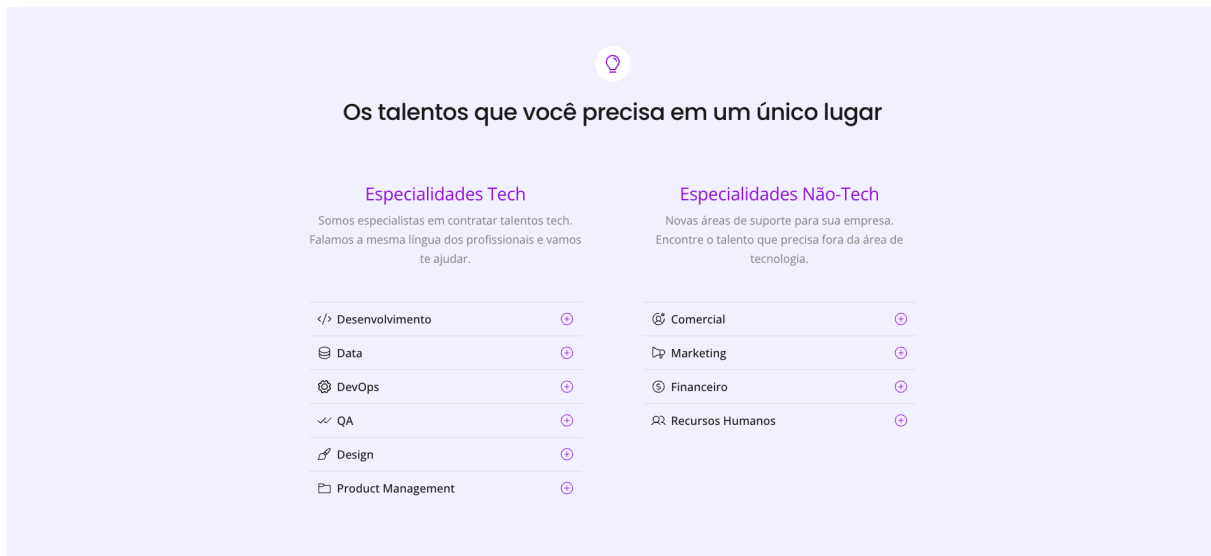 Os talentos que você precisa em um único lugar
Especialidades Tech
Somos especialistas em contratar talentos tech.
Falamos a mesma língua dos profissionais e vamos
te ajudar.
Desenvolvimento
Data
DevOps
QA
Design
Product Management
Especialidades Não-Tech
Novas áreas de suporte para sua empresa.
Encontre o talento que precisa fora da área de
tecnologia.
Comercial
Marketing
Financeiro
Recursos Humanos